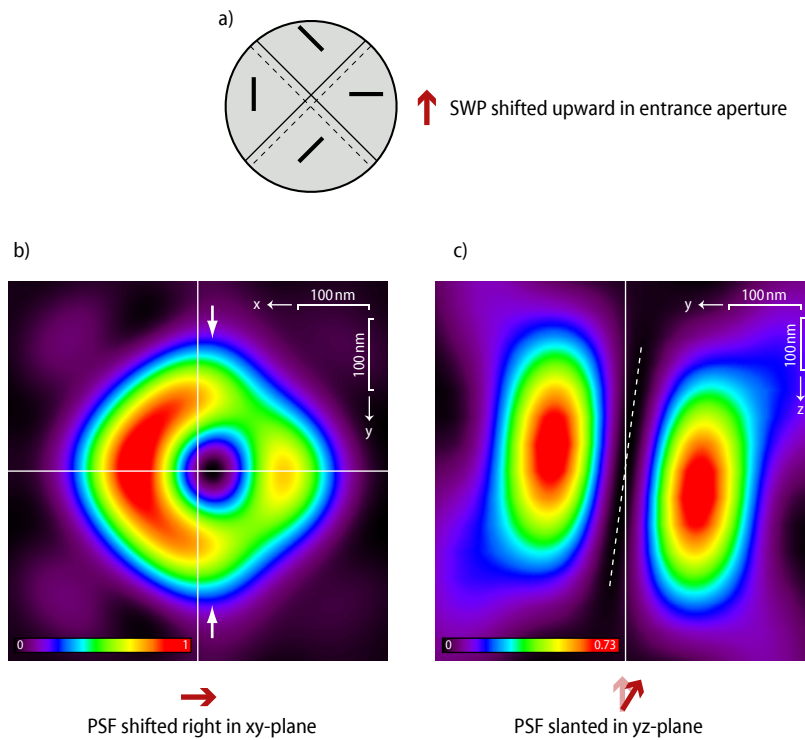 a)
SWP shifted upward in entrance aperture
b)
c)
x ← 100 nm
100 nm
↓
y
0 1
y ← 100 nm
100 nm
↓
z
0 0.73
PSF shifted right in xy-plane
PSF slanted in yz-plane